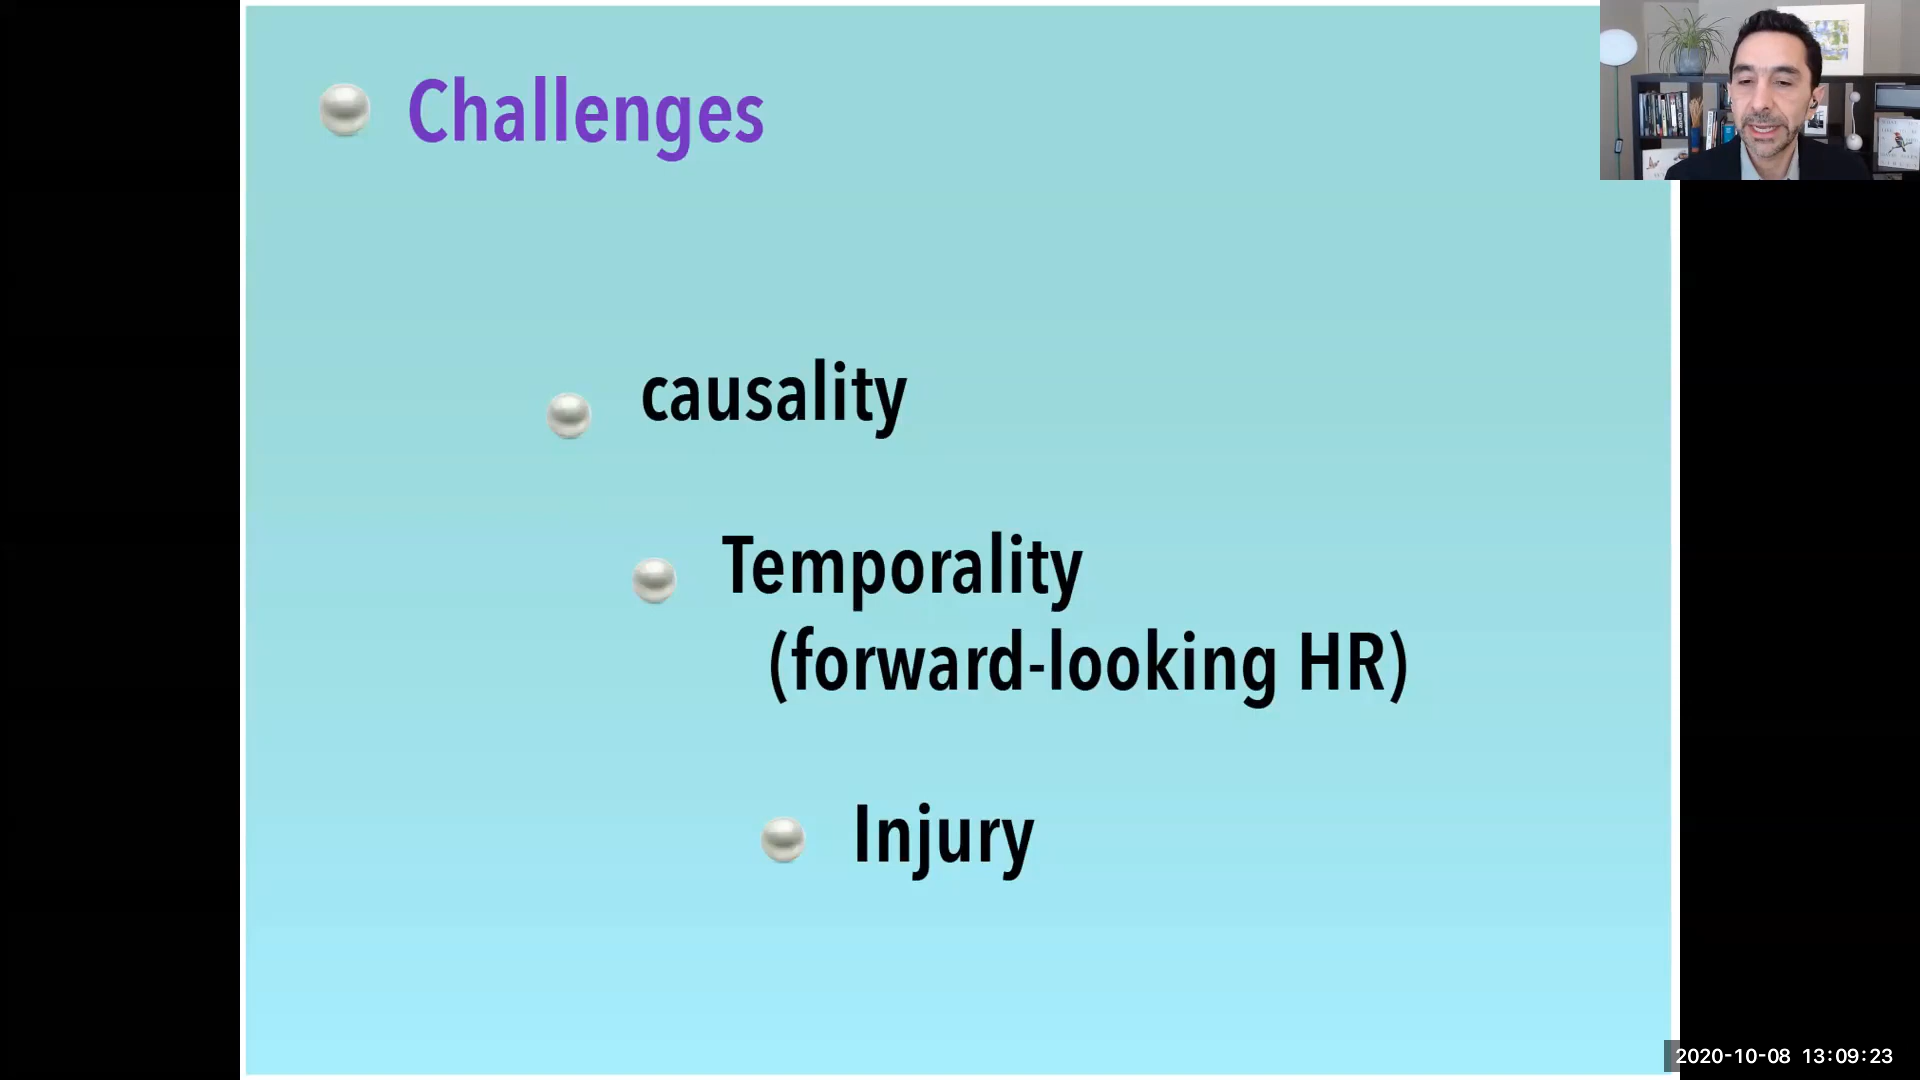 Challenges
causality
Temporality
(forward-looking HR)
Injury
2020-10-08 13:09:23